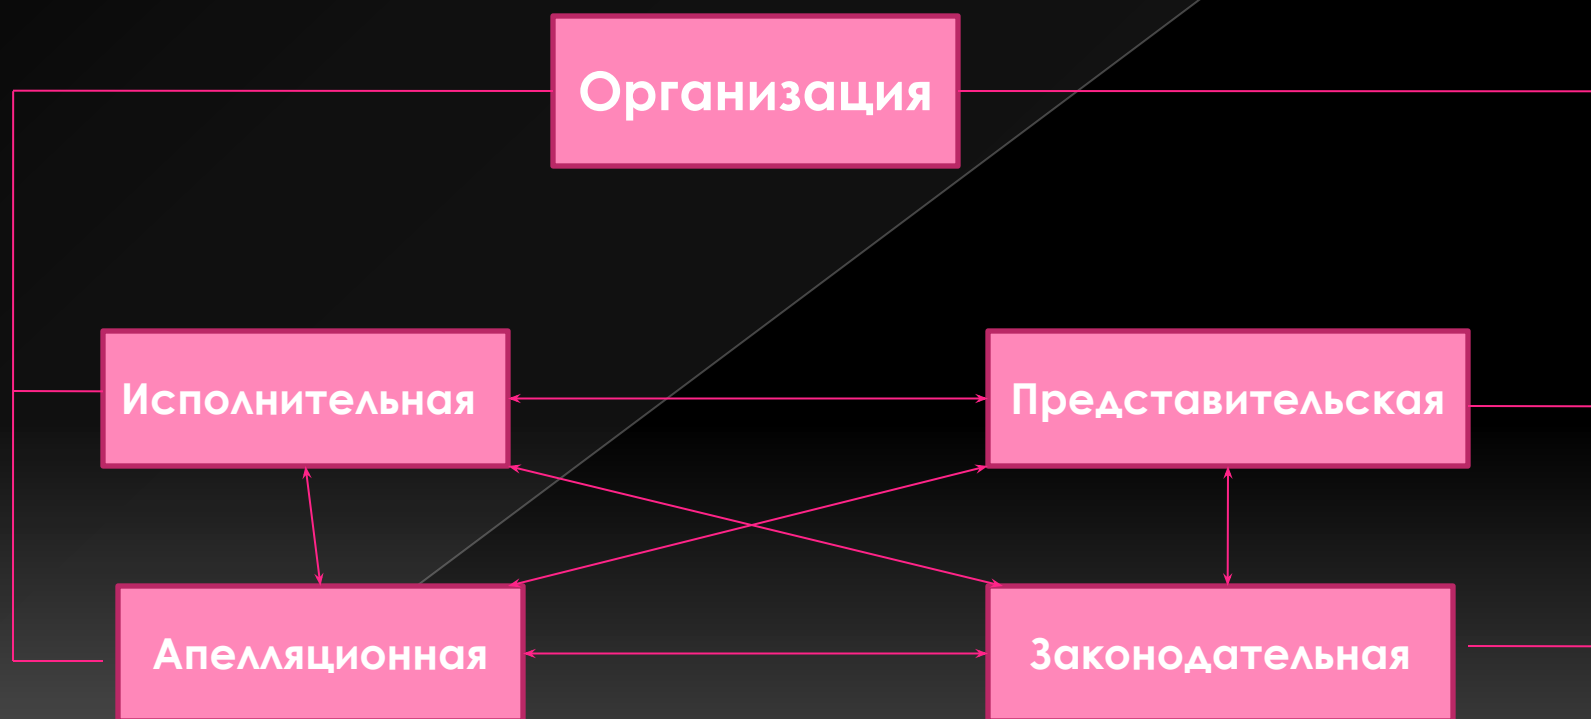 Организация
Исполнительная
Представительская
Апелляционная
Законодательная